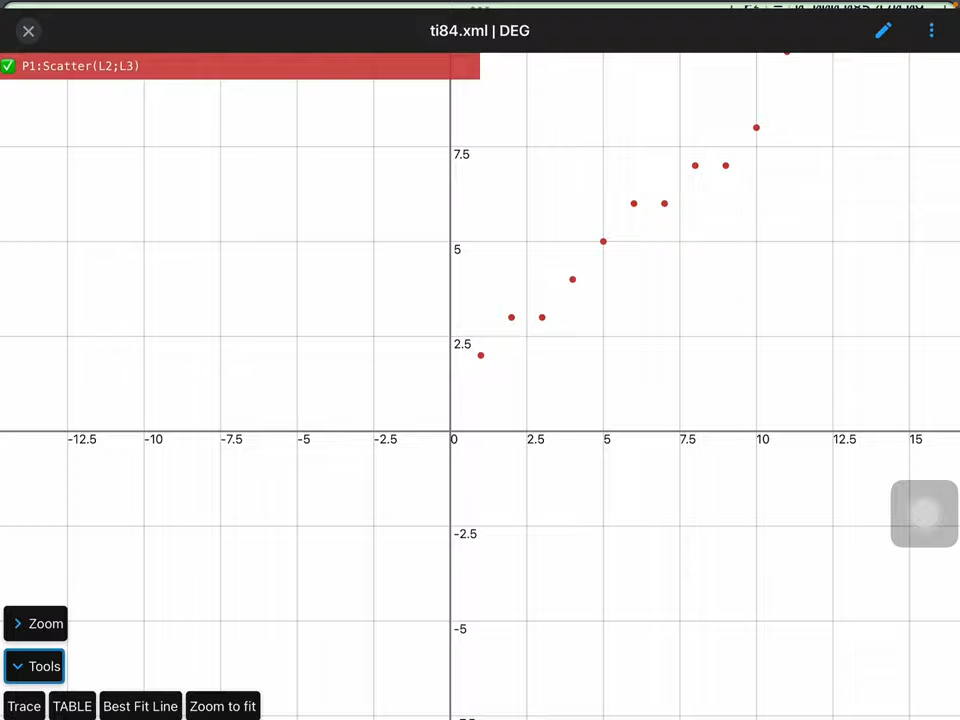 ti84.xml | DEG
P1:Scatter(L2;L3)
7.5
5
2.5
-12.5 -10 -7.5 -5 -2.5 0 2.5 5 7.5 10 12.5 15
-2.5
-5
Zoom
Tools
Trace TABLE Best Fit Line Zoom to fit